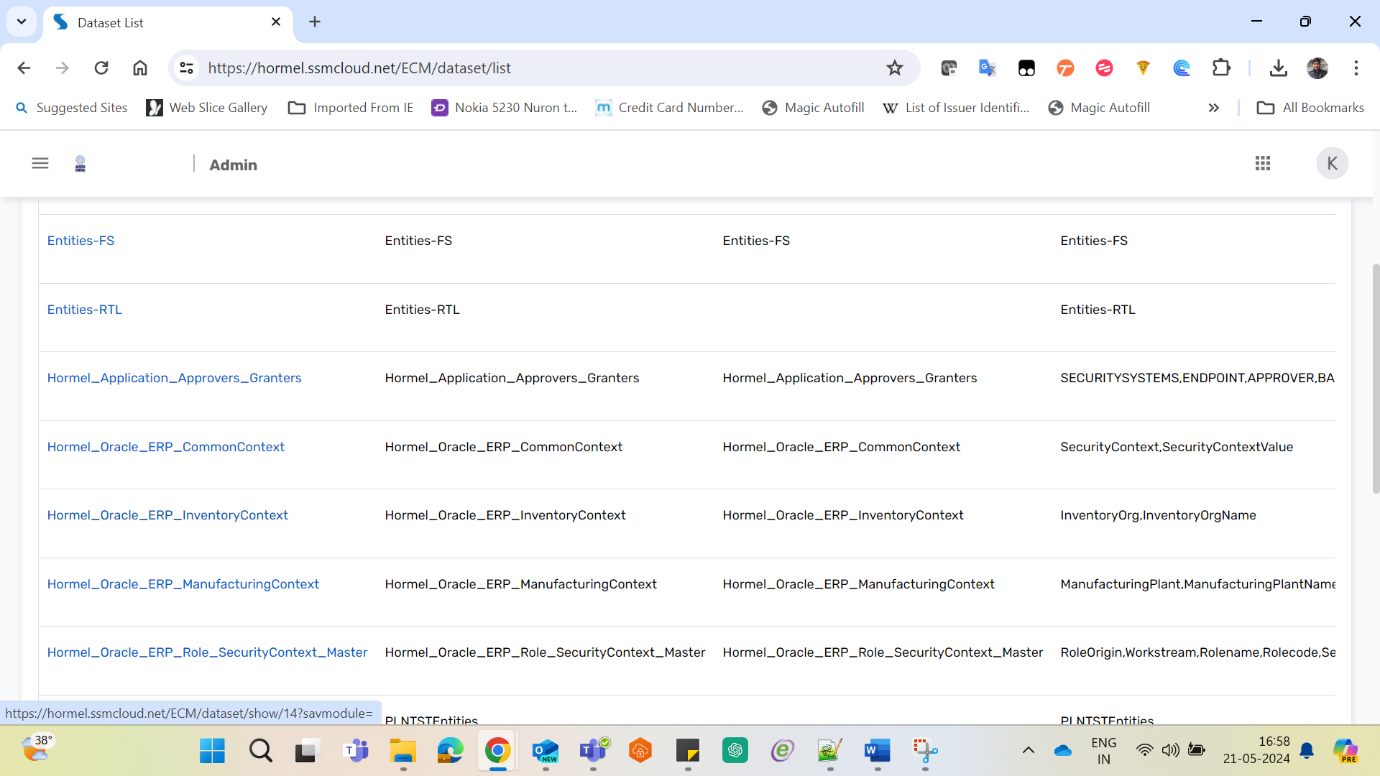 Dataset List
https://hormel.ssmcloud.net/ECM/dataset/list
Suggested Sites Web Slice Gallery Imported From IE Nokia 5230 Nuron t... Credit Card Number... Magic Autofill List of Issuer Identifi... Magic Autofill » All Bookmarks
Admin K
Entities-FS Entities-FS Entities-FS Entities-FS
Entities-RTL Entities-RTL Entities-RTL
Hormel_Application_Approvers_Granters Hormel_Application_Approvers_Granters Hormel_Application_Approvers_Granters SECURITYSYSTEMS,ENDPOINT,APPROVER,BA
Hormel_Oracle_ERP_CommonContext Hormel_Oracle_ERP_CommonContext Hormel_Oracle_ERP_CommonContext SecurityContext,SecurityContextValue
Hormel_Oracle_ERP_InventoryContext Hormel_Oracle_ERP_InventoryContext Hormel_Oracle_ERP_InventoryContext InventoryOrg,InventoryOrgName
Hormel_Oracle_ERP_ManufacturingContext Hormel_Oracle_ERP_ManufacturingContext Hormel_Oracle_ERP_ManufacturingContext ManufacturingPlant,ManufacturingPlantName
Hormel_Oracle_ERP_Role_SecurityContext_Master Hormel_Oracle_ERP_Role_SecurityContext_Master Hormel_Oracle_ERP_Role_SecurityContext_Master RoleOrigin,Workstream,Rolename,Rolecode,Se
https://hormel.ssmcloud.net/ECM/dataset/show/14?savmodule= PLNTSTEntities PLNTSTEntities
38° ENG 16:58
IN 21-05-2024